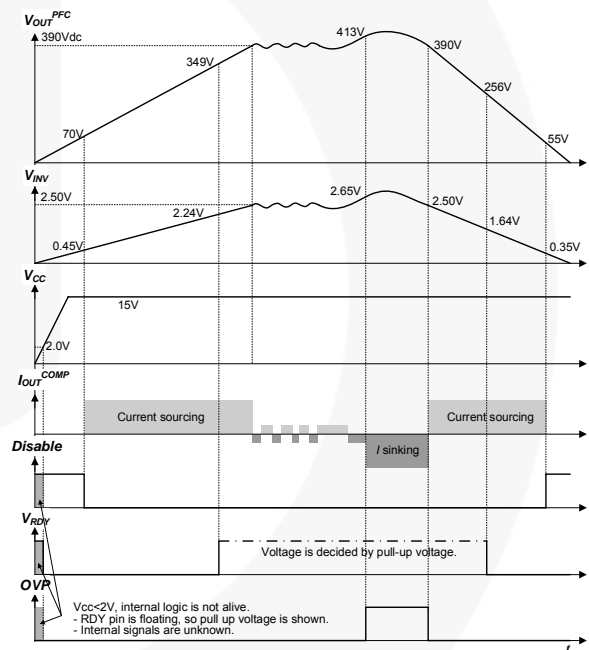 VOUT PFC
390Vdc
70V
349V
413V
390V
256V
55V
VINV
2.50V
0.45V
2.24V
2.65V
2.50V
1.64V
0.35V
VCC
15V
2.0V
IOUT COMP
Current sourcing
I sinking
Current sourcing
Disable
VRDY
Voltage is decided by pull-up voltage.
OVP
Vcc<2V, internal logic is not alive.
- RDY pin is floating, so pull up voltage is shown.
- Internal signals are unknown.
t